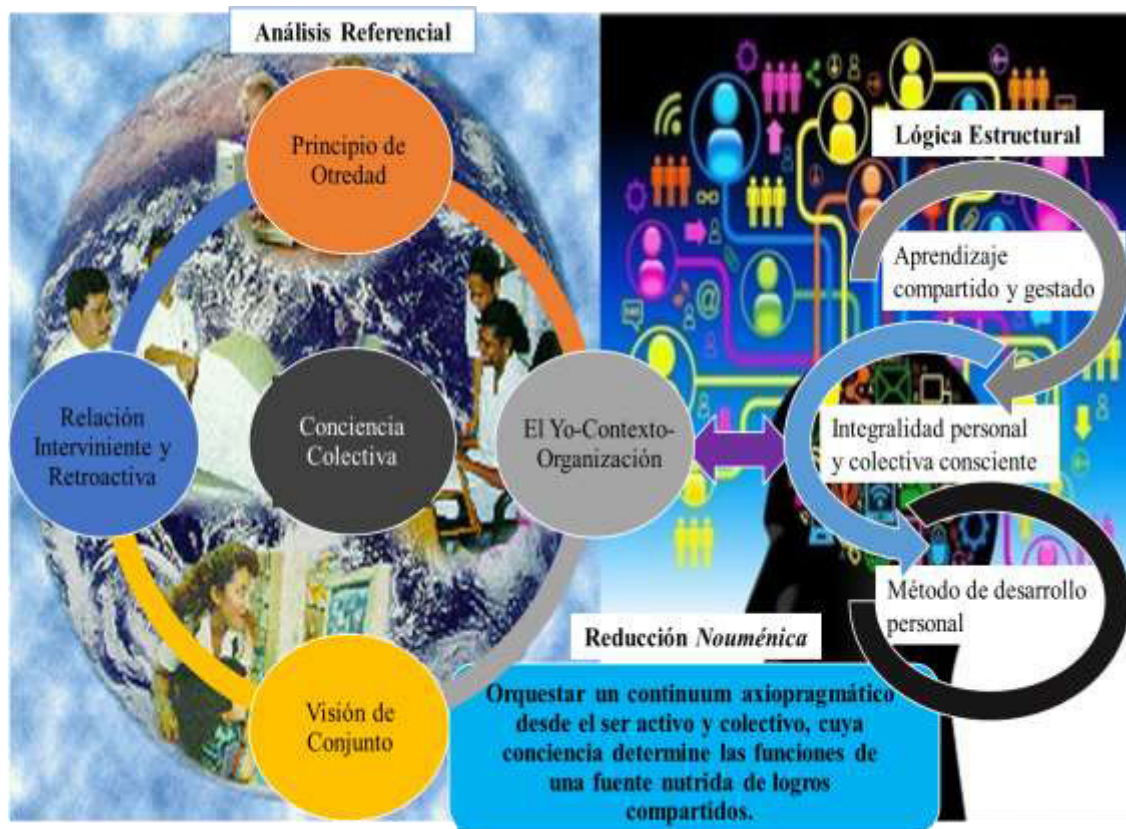 Análisis Referencial
Principio de
Otredad
Relación
Interviniente y
Retroactiva
Conciencia
Colectiva
El Yo-Contexto-
Organización
Visión de
Conjunto
Lógica Estructural
Aprendizaje
compartido y gestado
Integralidad personal
y colectiva consciente
Método de desarrollo
personal
Reducción Nouménica
Orquestar un continuum axiopragmático
desde el ser activo y colectivo, cuya
conciencia determine las funciones de
una fuente nutrida de logros
compartidos.